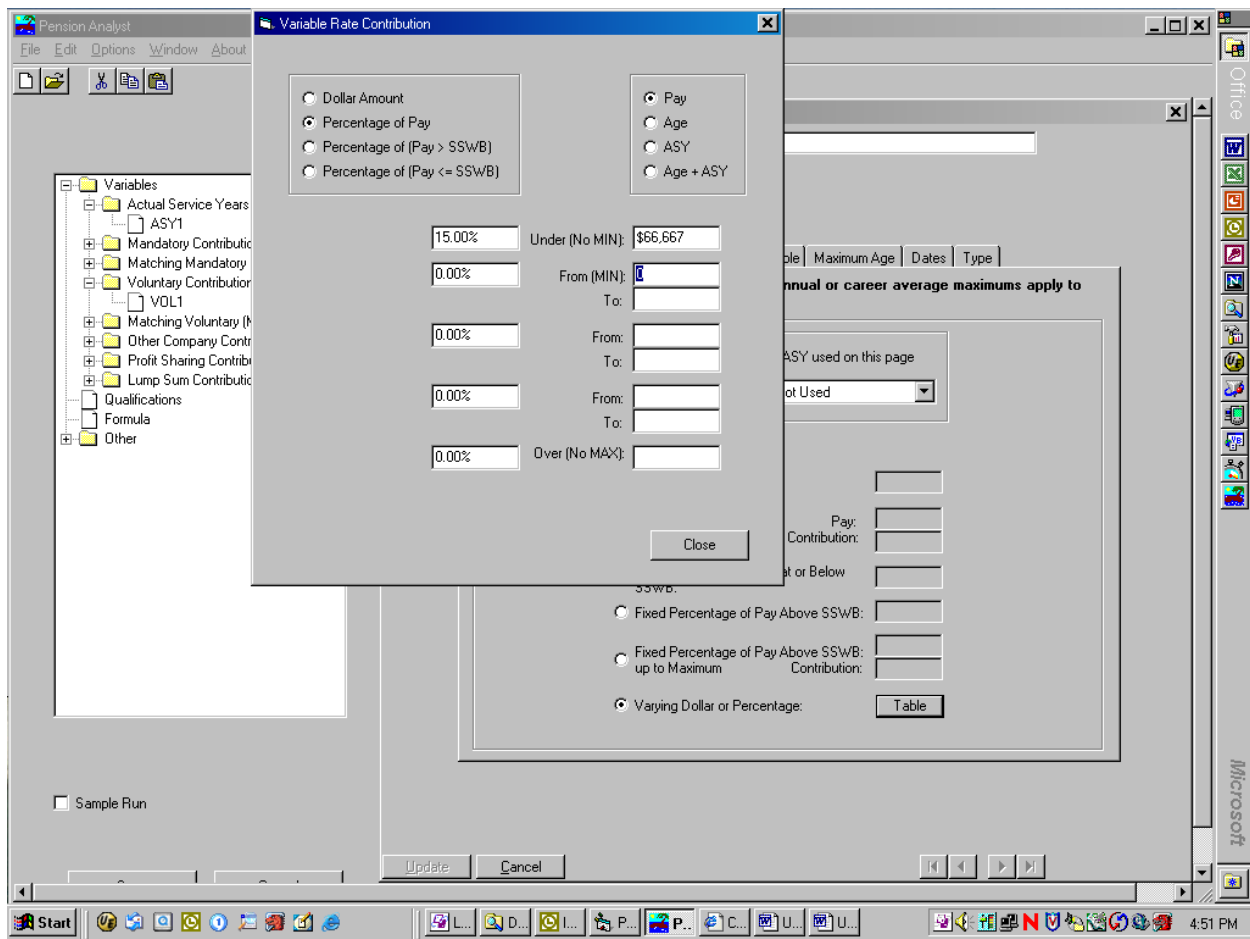 Pension Analyst
File Edit Options Window About
Variable Rate Contribution
Dollar Amount
Percentage of Pay
Percentage of (Pay > SSWB)
Percentage of (Pay <= SSWB)
Pay
Age
ASY
Age + ASY
15.00% Under (No MIN): $66,667
0.00% From (MIN): 0
To:
0.00% From:
To:
0.00% From:
To:
0.00% Over (No MAX):
Close
Variables
Actual Service Years
ASY1
Mandatory Contributio
Matching Mandatory
Voluntary Contribution
VOL1
Matching Voluntary
Other Company Contr
Profit Sharing Contribu
Lump Sum Contributio
Qualifications
Formula
Other
Sample Run
ble Maximum Age Dates Type
nnual or career average maximums apply to
ASY used on this page
ot Used
Pay:
Contribution:
at or Below
SSWB:
Fixed Percentage of Pay Above SSWB:
Fixed Percentage of Pay Above SSWB:
up to Maximum Contribution:
Varying Dollar or Percentage: Table
Update Cancel
Office
Microsoft
Start L... D... I... P... P.. C... U... U... 4:51 PM